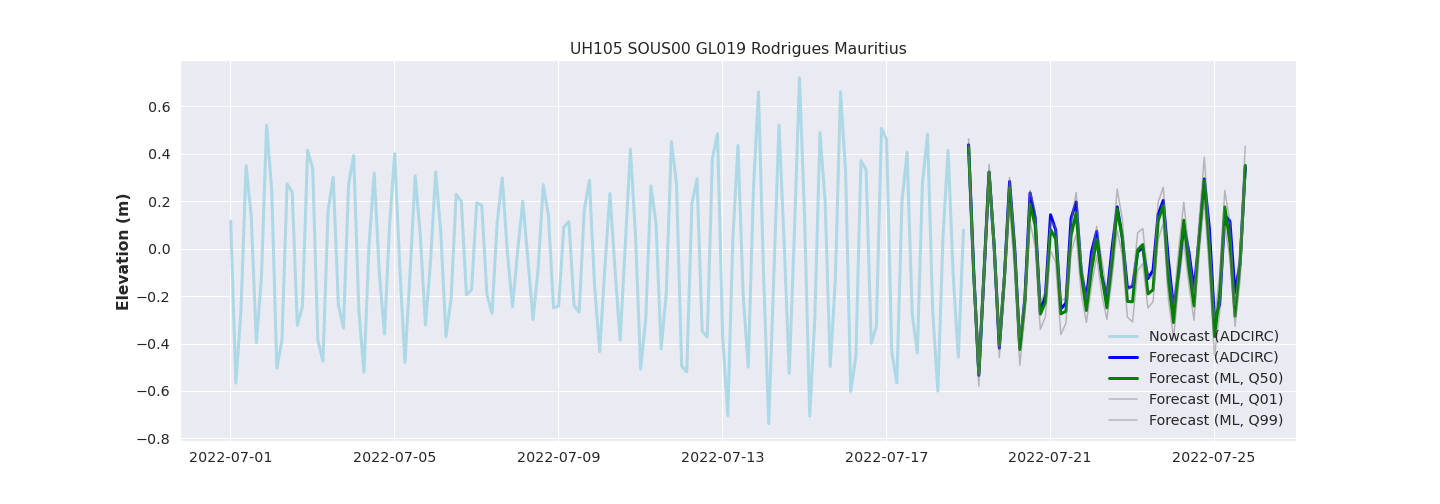 UH105 SOUS00 GL019 Rodrigues Mauritius
Elevation (m)
0.6
0.4
0.2
0.0
−0.2
−0.4
−0.6
−0.8
Nowcast (ADCIRC)
Forecast (ADCIRC)
Forecast (ML, Q50)
Forecast (ML, Q01)
Forecast (ML, Q99)
2022-07-01 2022-07-05 2022-07-09 2022-07-13 2022-07-17 2022-07-21 2022-07-25